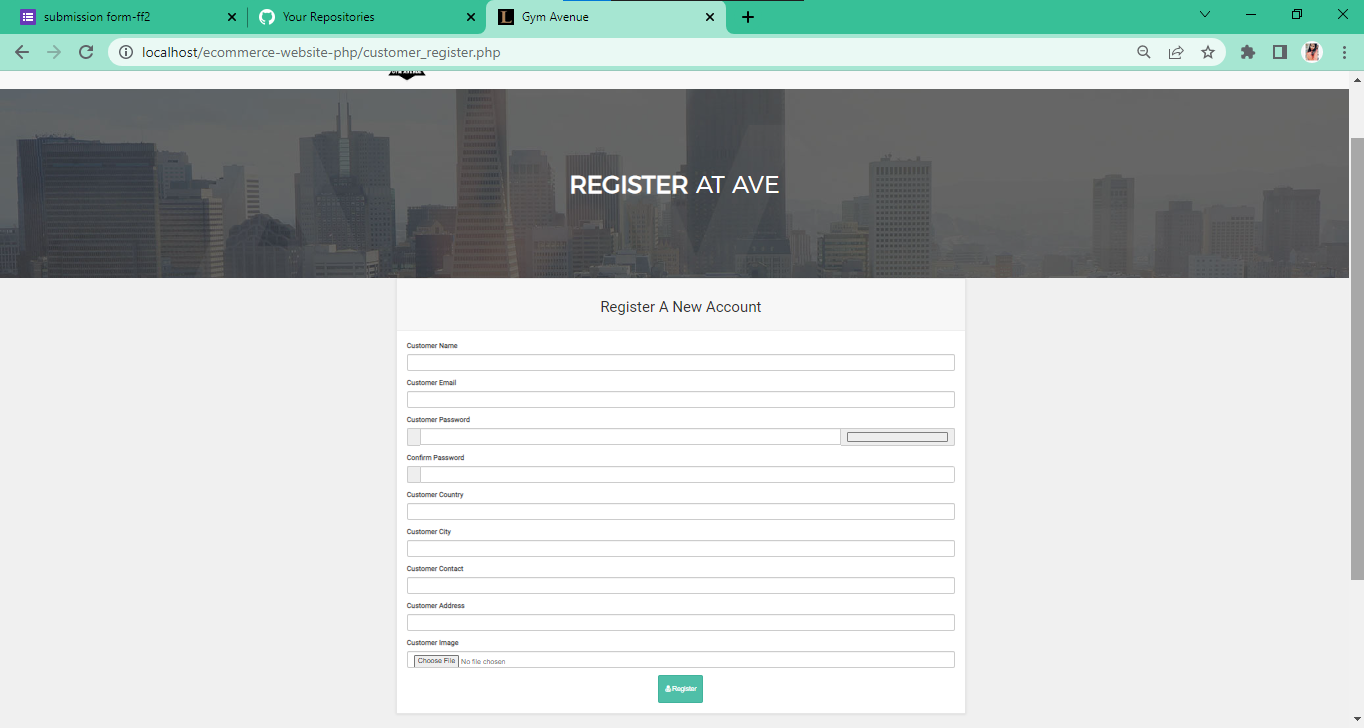 submission form-ff2
Your Repositories
Gym Avenue
localhost/ecommerce-website-php/customer_register.php
REGISTER AT AVE
Register A New Account
Customer Name
Customer Email
Customer Password
Confirm Password
Customer Country
Customer City
Customer Contact
Customer Address
Customer Image
Choose File No file chosen
Register